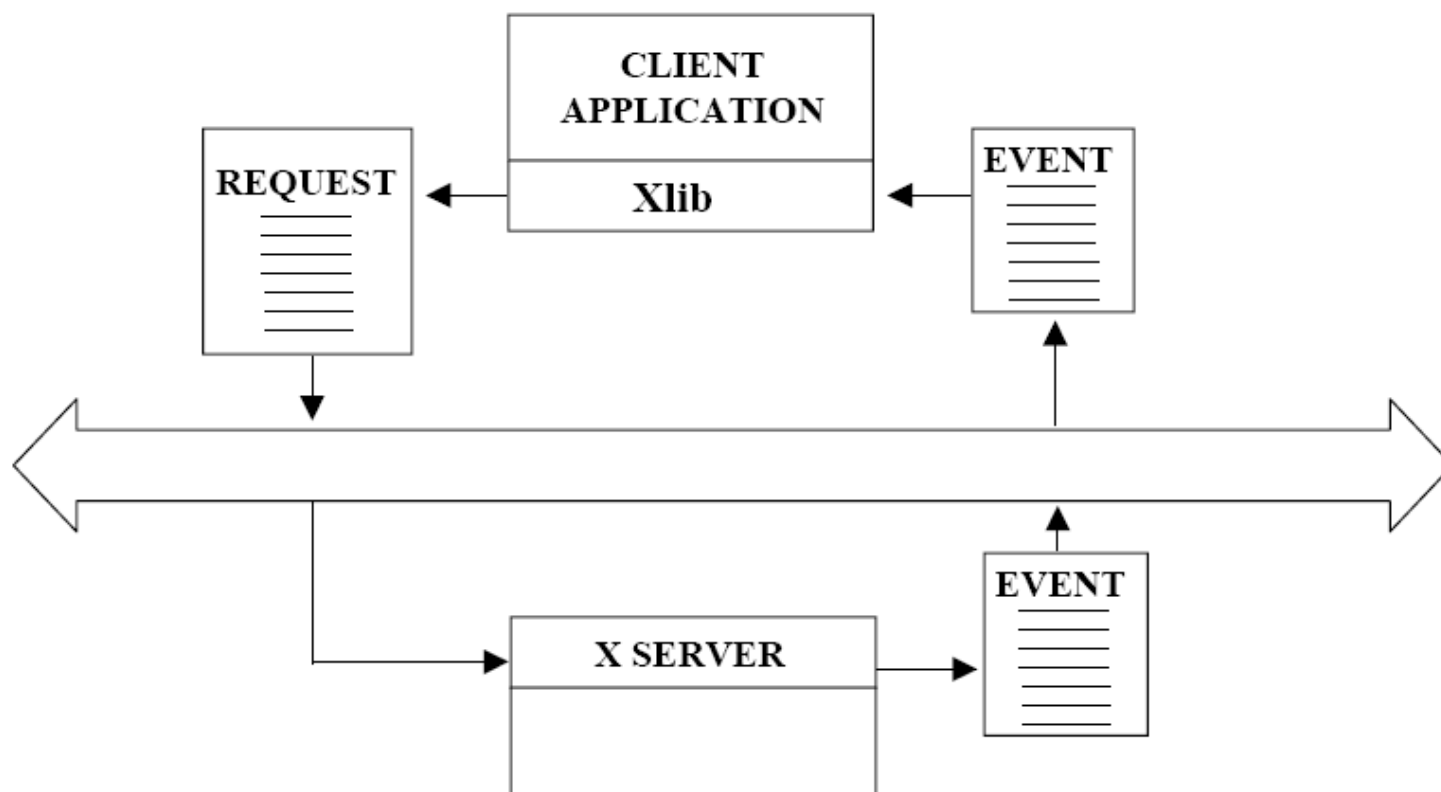 CLIENT
APPLICATION
REQUEST
Xlib
EVENT
X SERVER
EVENT